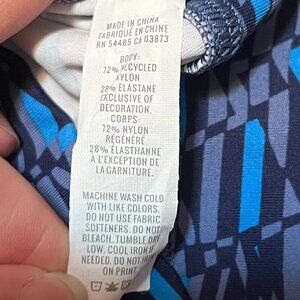 MADE IN CHINA
FABRIQUÉ EN CHINE
RN 54485 CA 03873
BODY:
72% RECYCLED
NYLON
28% ELASTANE
EXCLUSIVE OF
DECORATION.
CORPS:
72% NYLON
RÉGÉNÉRÉ
28% ÉLASTHANNE
À L'EXCEPTION DE
LA GARNITURE.
MACHINE WASH COLD
WITH LIKE COLORS.
DO NOT USE FABRIC
SOFTENERS. DO NOT
BLEACH. TUMBLE DRY
LOW. COOL IRON IF
NEEDED. DO NOT IRON
ON PRINT